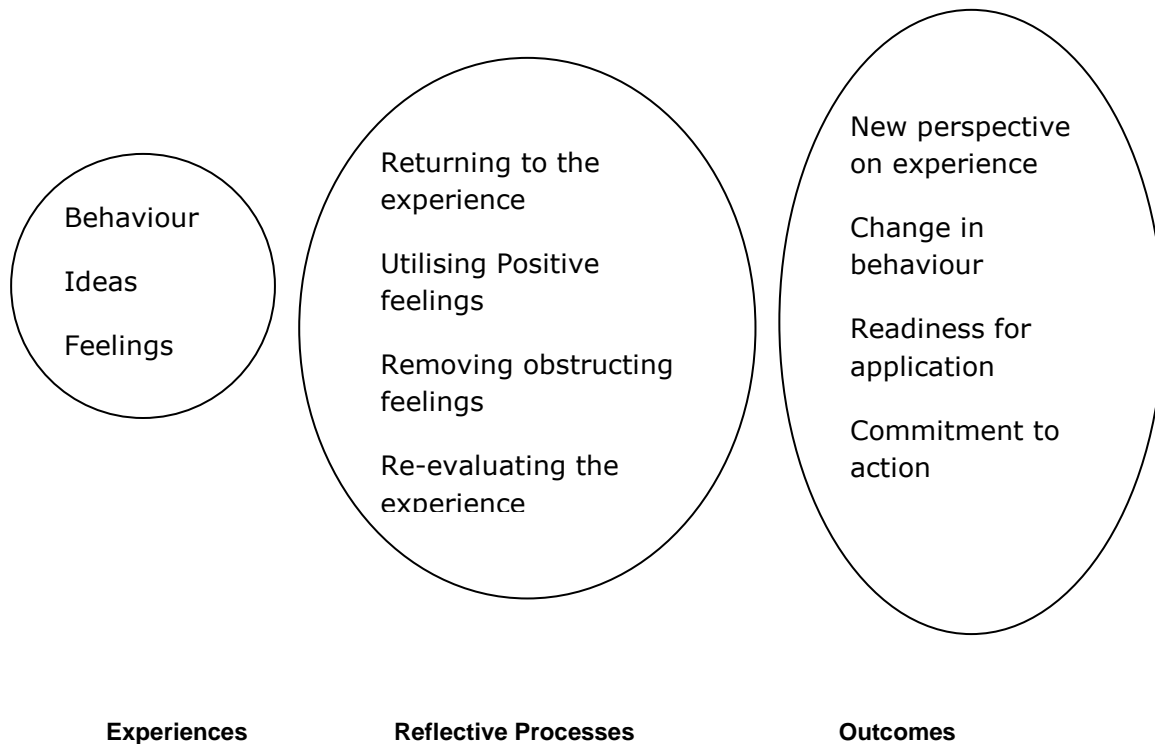 Behaviour
Ideas
Feelings
Returning to the
experience
Utilising Positive
feelings
Removing obstructing
feelings
Re-evaluating the
experience
New perspective
on experience
Change in
behaviour
Readiness for
application
Commitment to
action
Experiences
Reflective Processes
Outcomes